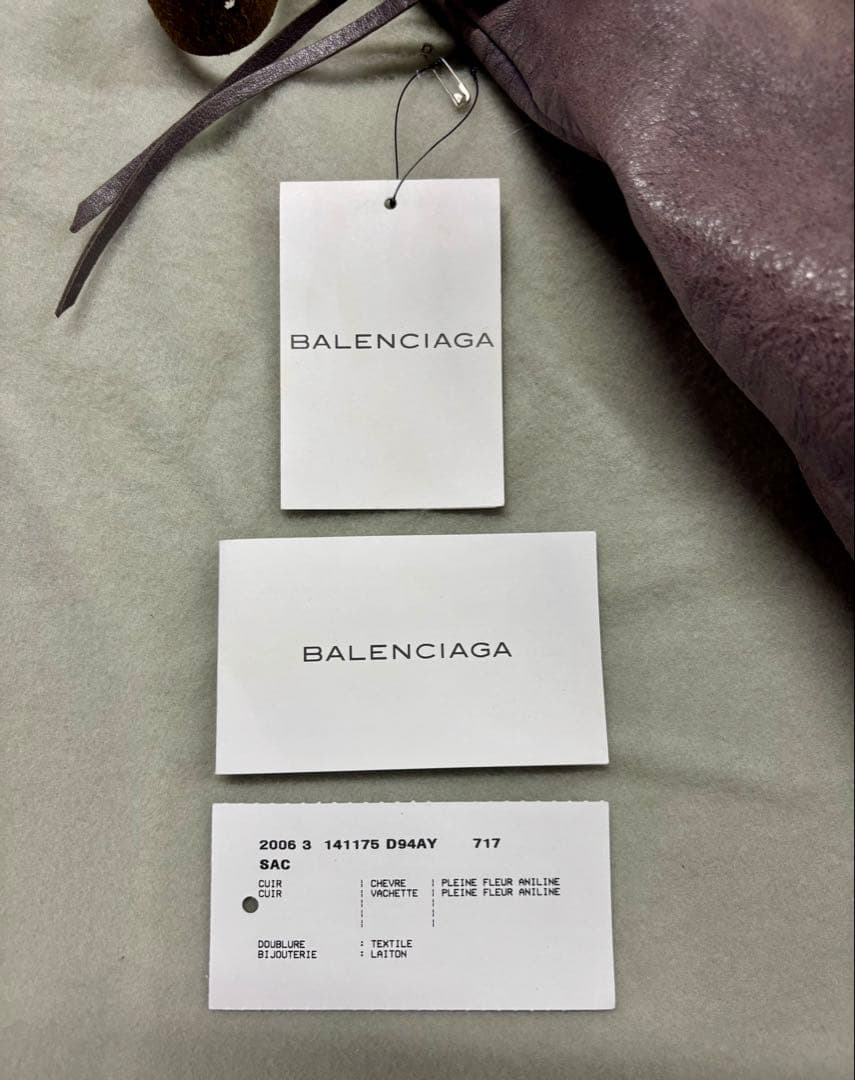 BALENCIAGA
BALENCIAGA
2006 3 141175 D94AY 717
SAC
CUIR | CHEVRE | PLEINE FLEUR ANILINE
CUIR | VACHETTE | PLEINE FLEUR ANILINE
DOUBLURE : TEXTILE
BIJOUTERIE : LAITON